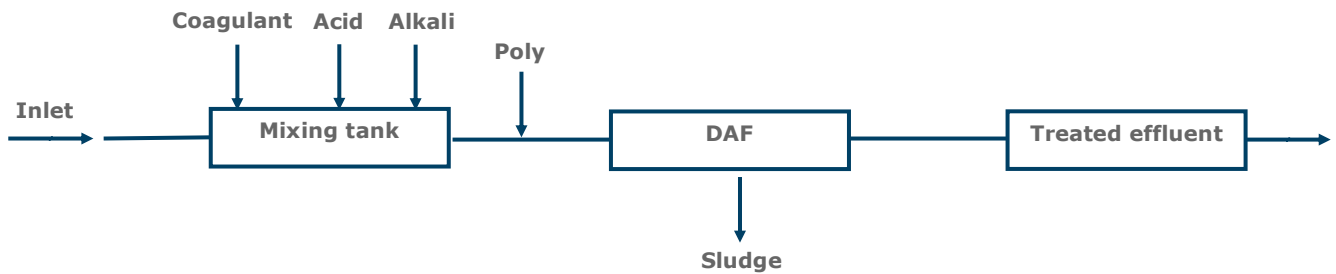 Coagulant Acid Alkali
Poly
Inlet
Mixing tank
DAF
Treated effluent
Sludge